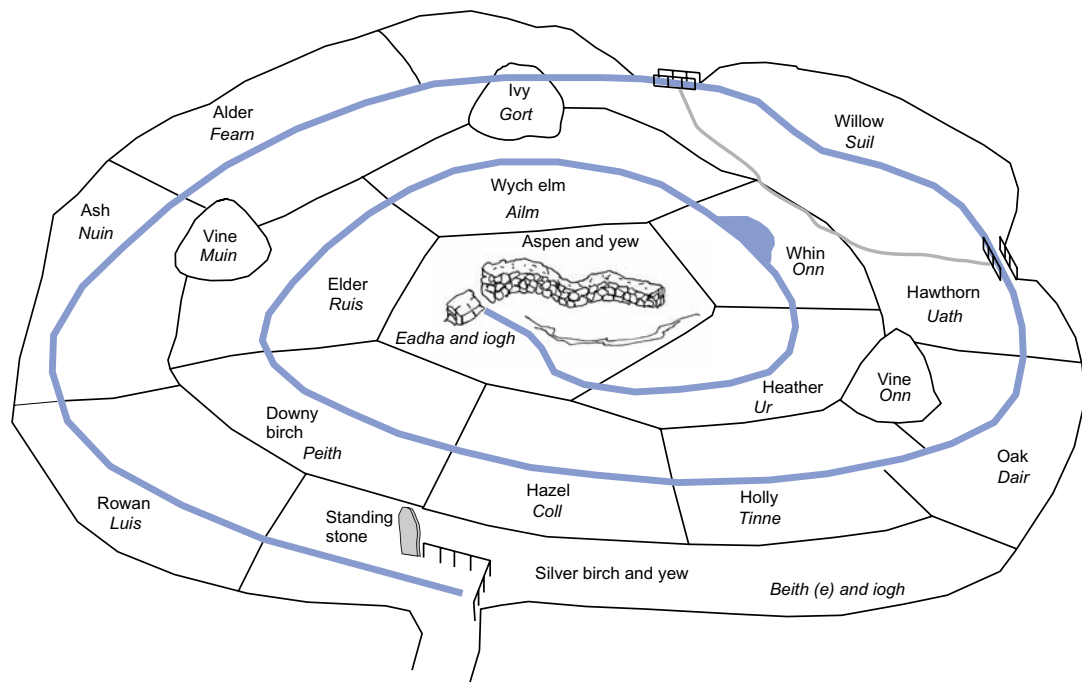 Ivy
Gort
Alder
Fearn
Willow
Suil
Wych elm
Ailm
Ash
Nuin
Vine
Muin
Aspen and yew
Whin
Onn
Elder
Ruis
Hawthorn
Uath
Eadha and iogh
Heather
Ur
Vine
Onn
Downy
birch
Peith
Oak
Dair
Hazel
Coll
Holly
Tinne
Rowan
Luis
Standing
stone
Silver birch and yew
Beith (e) and iogh